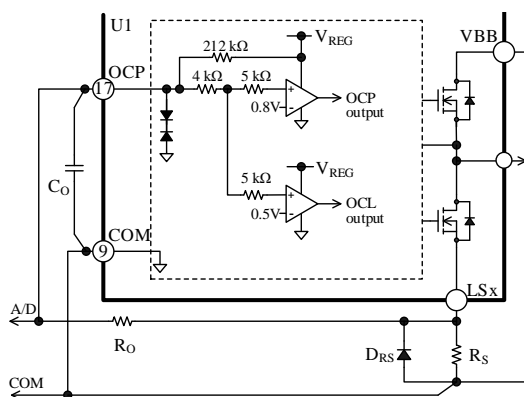 U1
VBB
OCP
17
212 kΩ
VREG
4 kΩ
5 kΩ
0.8V
+
−
OCP
output
CO
5 kΩ
VREG
0.5V
+
−
OCL
output
COM
9
LSx
A/D
RO
DRS
RS
COM